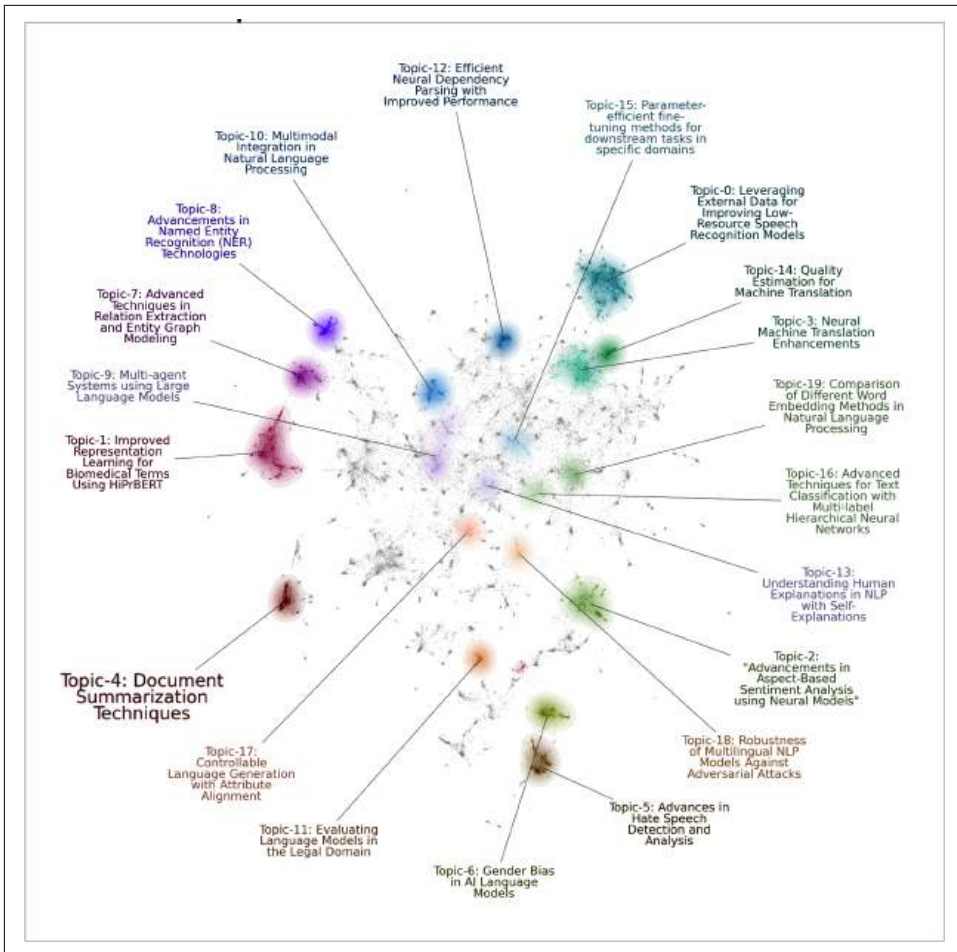 Topic-12: Efficient
Neural Dependency
Parsing with
Improved Performance
Topic-15: Parameter-
efficient fine-
tuning methods for
downstream tasks in
specific domains
Topic-10: Multimodal
Integration in
Natural Language
Processing
Topic-0: Leveraging
External Data for
Improving Low-
Resource Speech
Recognition Models
Topic-8:
Advancements in
Named Entity
Recognition (NER)
Technologies
Topic-14: Quality
Estimation for
Machine Translation
Topic-7: Advanced
Techniques in
Relation Extraction
and Entity Graph
Modeling
Topic-3: Neural
Machine Translation
Enhancements
Topic-9: Multi-agent
Systems using Large
Language Models
Topic-19: Comparison
of Different Word
Embedding Methods in
Natural Language
Processing
Topic-1: Improved
Representation
Learning for
Biomedical Terms
Using HiPrBERT
Topic-16: Advanced
Techniques for Text
Classification with
Multi-label
Hierarchical Neural
Networks
Topic-13:
Understanding Human
Explanations in NLP
with Self-
Explanations
Topic-4: Document
Summarization
Techniques
Topic-2:
"Advancements in
Aspect-Based
Sentiment Analysis
using Neural Models"
Topic-17:
Controllable
Language Generation
with Attribute
Alignment
Topic-18: Robustness
of Multilingual NLP
Models Against
Adversarial Attacks
Topic-11: Evaluating
Language Models in
the Legal Domain
Topic-5: Advances in
Hate Speech
Detection and
Analysis
Topic-6: Gender Bias
in AI Language
Models